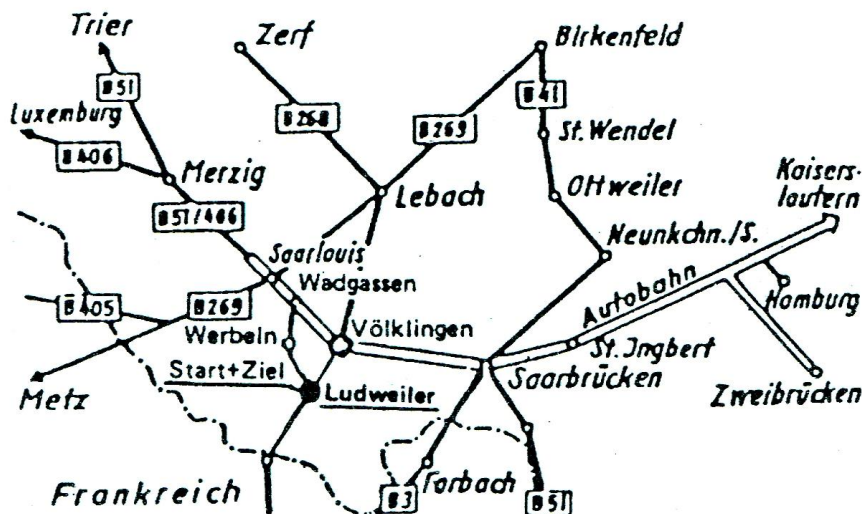 Trier
Zerf
Birkenfeld
B51
B41
Luxemburg
B268
B269
St. Wendel
B406
Merzig
Kaisers-
lautern
Lebach
Ottweiler
B51/406
Saarlouis
Neunkchn./S.
Wadgassen
B405
B269
Autobahn
Homburg
Werbeln
Völklingen
St. Ingbert
Start+Ziel
Saarbrücken
Metz
Ludweiler
Zweibrücken
Frankreich
Forbach
B3
B51